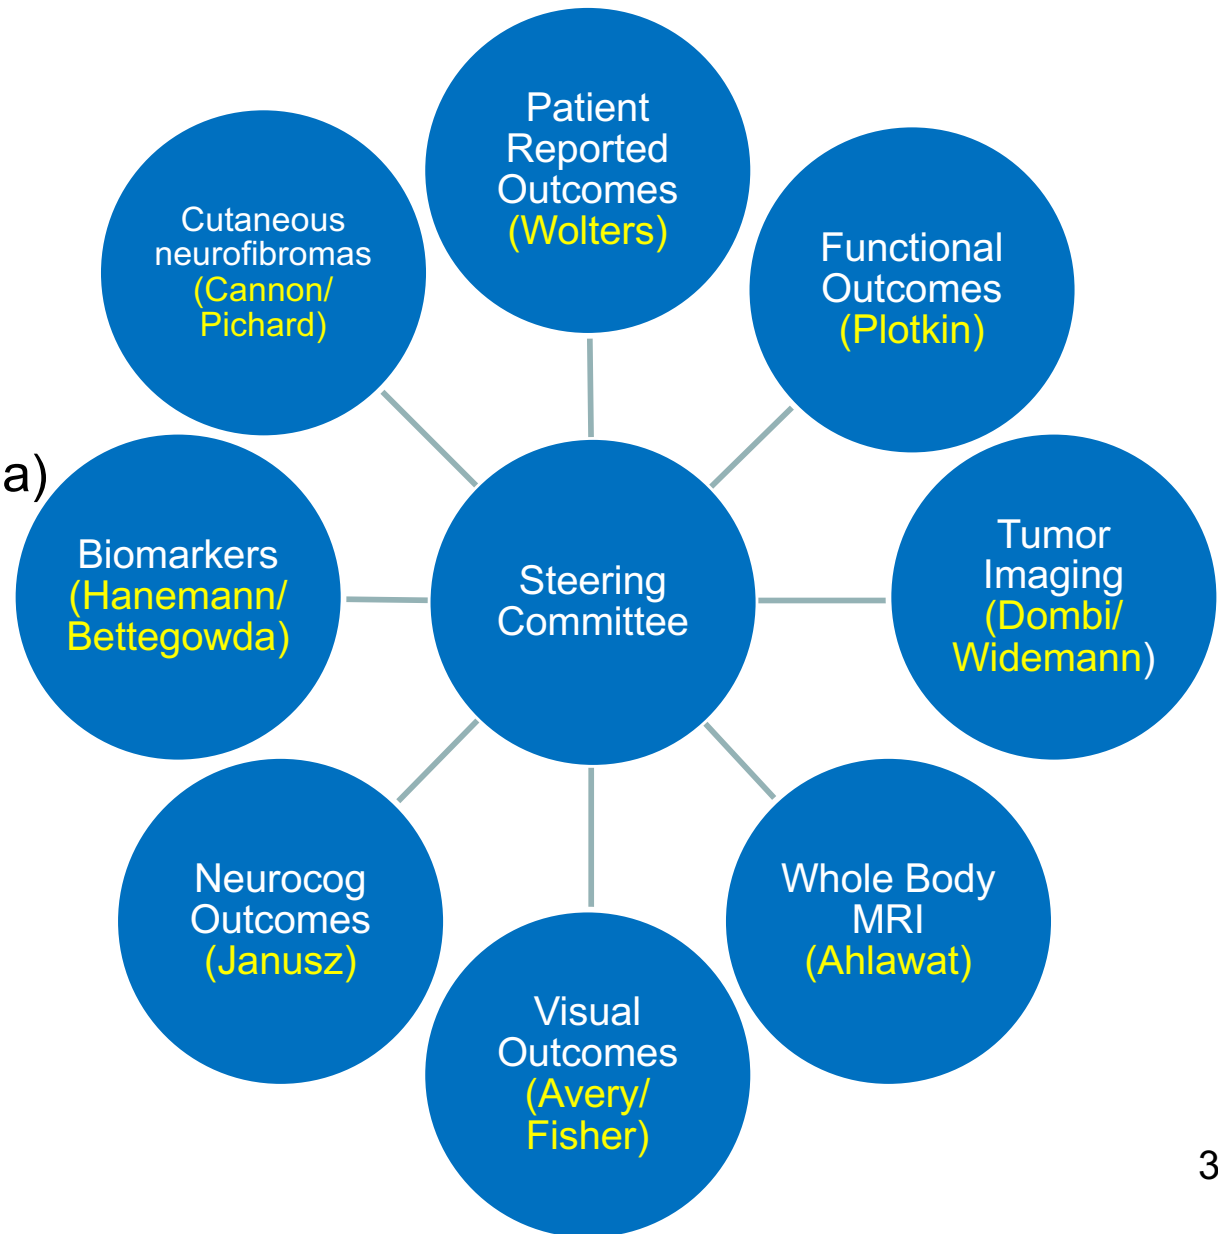 Patient
Reported
Outcomes
(Wolters)
Cutaneous
neurofibromas
(Cannon/
Pichard)
Functional
Outcomes
(Plotkin)
a)
Biomarkers
(Hanemann/
Bettegowda)
Steering
Committee
Tumor
Imaging
(Dombi/
Widemann)
Neurocog
Outcomes
(Janusz)
Whole Body
MRI
(Ahlawat)
Visual
Outcomes
(Avery/
Fisher)
3